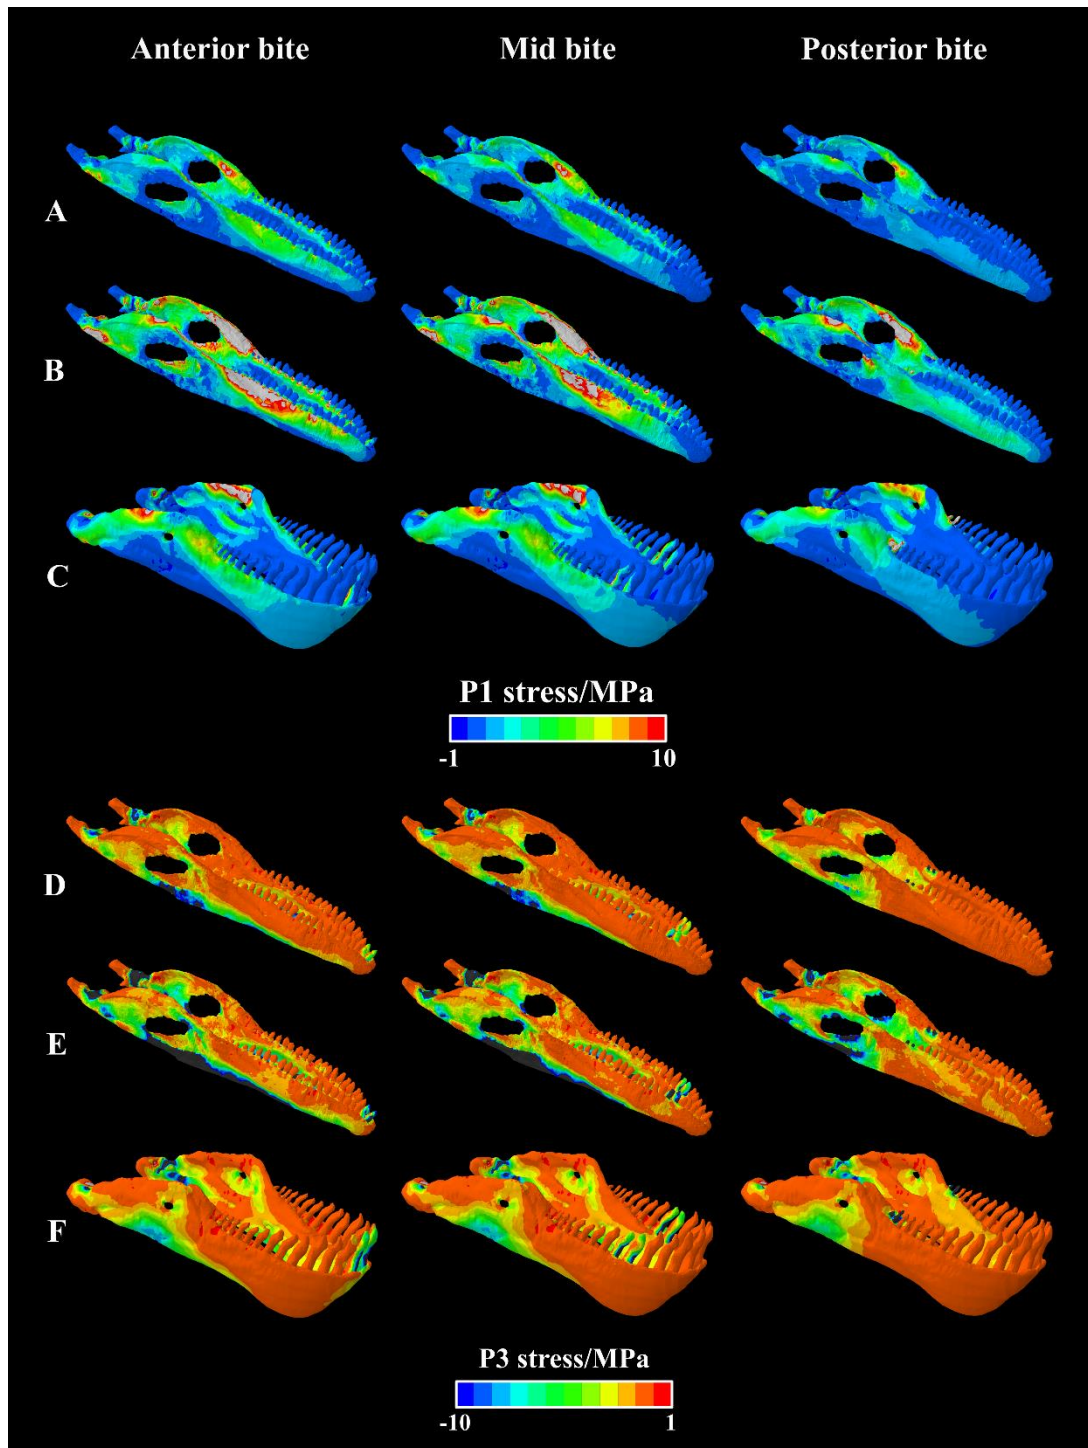 Anterior bite Mid bite Posterior bite
A
B
C
P1 stress/MPa
-1 10
D
E
F
P3 stress/MPa
-10 1